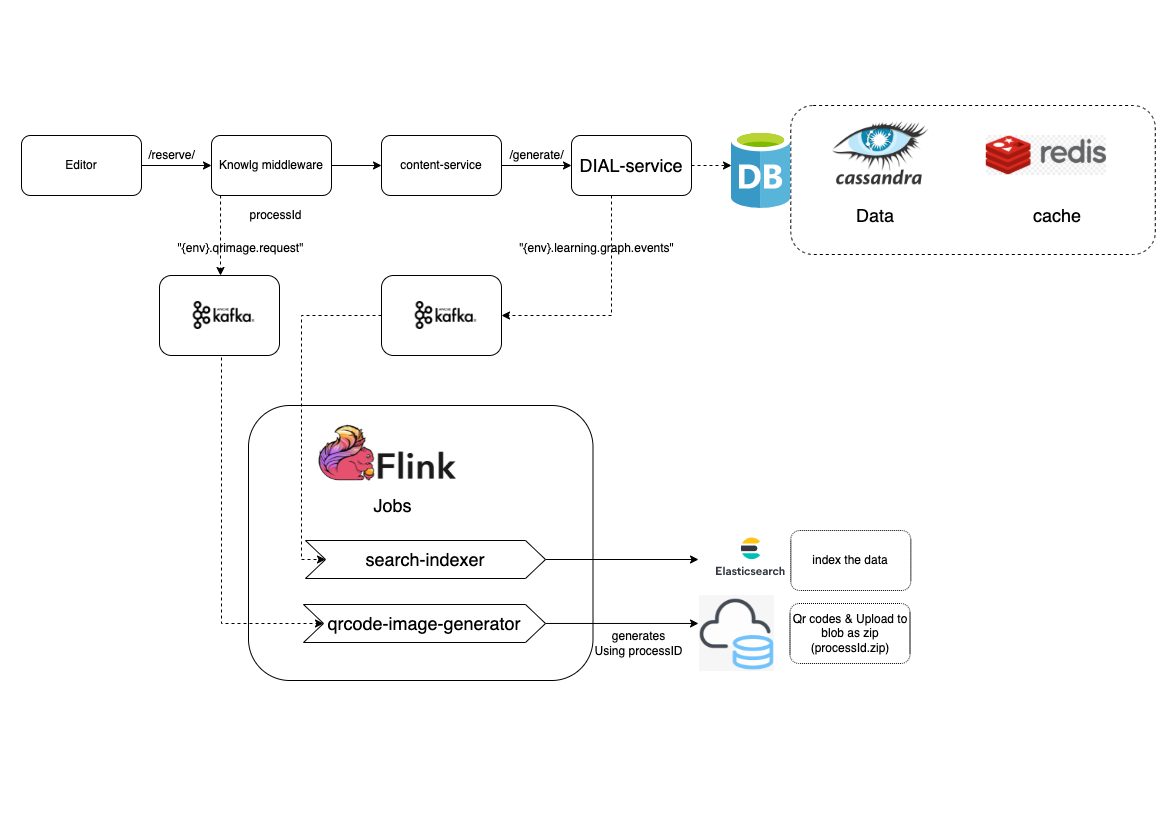 Editor
/reserve/
Knowlg middleware
content-service
/generate/
DIAL-service
DB
cassandra
Data
redis
cache
processId
"{env}.qrimage.request"
"{env}.learning.graph.events"
kafka
kafka
Flink
Jobs
search-indexer
Elasticsearch
index the data
qrcode-image-generator
generates
Using processID
Qr codes & Upload to
blob as zip
(processId.zip)